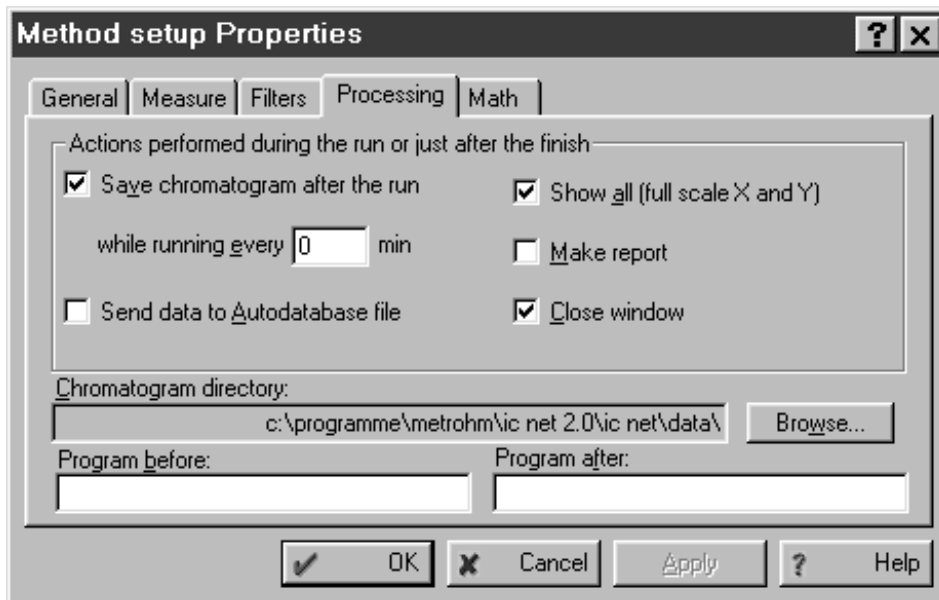 Method setup Properties
General Measure Filters Processing Math
Actions performed during the run or just after the finish
Save chromatogram after the run
Show all (full scale X and Y)
while running every 0 min
Make report
Send data to Autodatabase file
Close window
Chromatogram directory:
c:\programme\metrohm\ic net 2.0\ic net\data\
Browse...
Program before:
Program after:
OK Cancel Apply ? Help